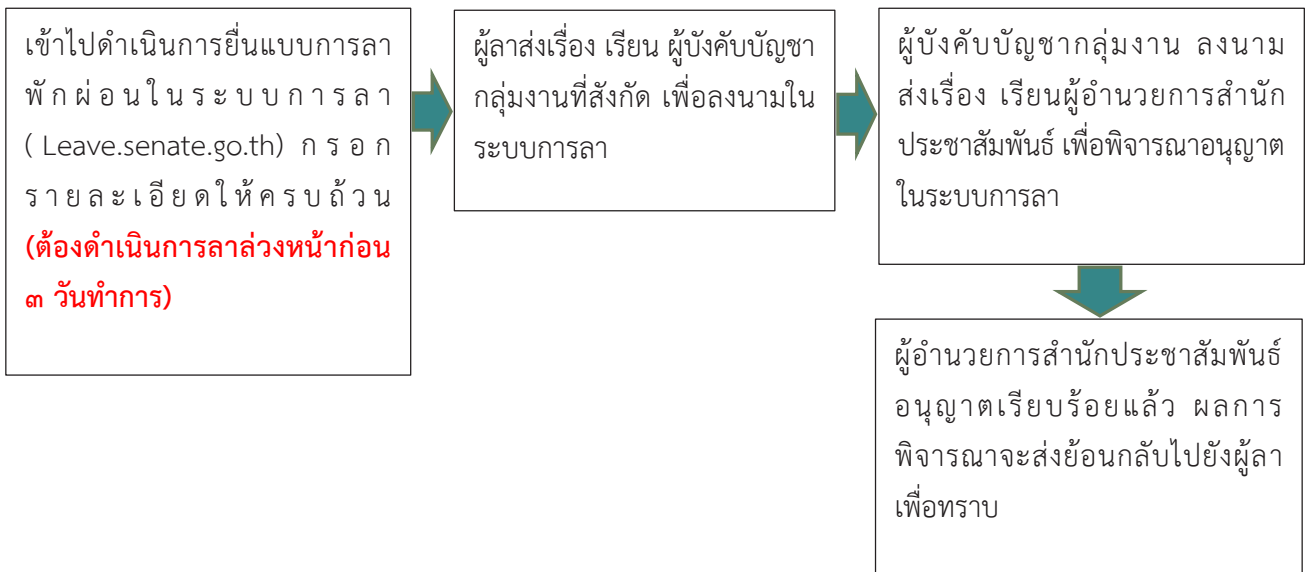 เข้าไปดำเนินการยื่นแบบการลา
พักผ่อนในระบบการลา
( Leave.senate.go.th) กรอก
รายละเอียดให้ครบถ้วน
(ต้องดำเนินการลาล่วงหน้าก่อน
๓ วันทำการ)
ผู้ลาส่งเรื่อง เรียน ผู้บังคับบัญชา
กลุ่มงานที่สังกัด เพื่อลงนามใน
ระบบการลา
ผู้บังคับบัญชากลุ่มงาน ลงนาม
ส่งเรื่อง เรียนผู้อำนวยการสำนัก
ประชาสัมพันธ์ เพื่อพิจารณาอนุญาต
ในระบบการลา
ผู้อำนวยการสำนักประชาสัมพันธ์
อนุญาตเรียบร้อยแล้ว ผลการ
พิจารณาจะส่งย้อนกลับไปยังผู้ลา
เพื่อทราบ